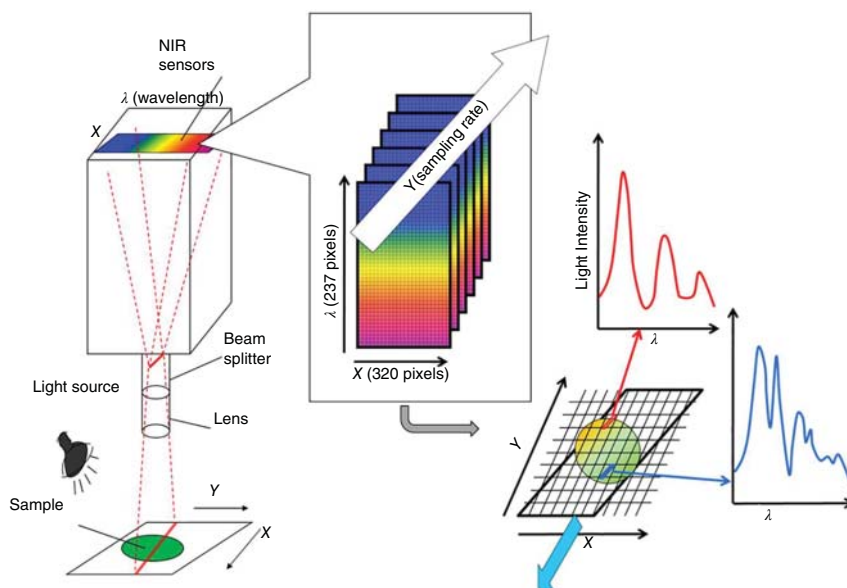 NIR
sensors
λ (wavelength)
X
Y(sampling rate)
λ (237 pixels)
X (320 pixels)
Beam
splitter
Light source
Lens
Sample
Y
X
Light Intensity
λ
λ
Y
X